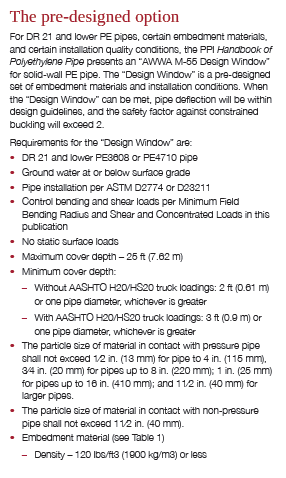 The pre-designed option
For DR 21 and lower PE pipes, certain embedment materials,
and certain installation quality conditions, the PPI Handbook of
Polyethylene Pipe presents an “AWWA M-55 Design Window”
for solid-wall PE pipe. The “Design Window” is a pre-designed
set of embedment materials and installation conditions. When
the “Design Window” can be met, pipe deflection will be within
design guidelines, and the safety factor against constrained
buckling will exceed 2.
Requirements for the “Design Window” are:
• DR 21 and lower PE3608 or PE4710 pipe
• Ground water at or below surface grade
• Pipe installation per ASTM D2774 or D23211
• Control bending and shear loads per Minimum Field
Bending Radius and Shear and Concentrated Loads in this
publication
• No static surface loads
• Maximum cover depth – 25 ft (7.62 m)
• Minimum cover depth:
– Without AASHTO H20/HS20 truck loadings: 2 ft (0.61 m)
or one pipe diameter, whichever is greater
– With AASHTO H20/HS20 truck loadings: 3 ft (0.9 m) or
one pipe diameter, whichever is greater
• The particle size of material in contact with pressure pipe
shall not exceed 1⁄2 in. (13 mm) for pipe to 4 in. (115 mm),
3⁄4 in. (20 mm) for pipes up to 8 in. (220 mm); 1 in. (25 mm)
for pipes up to 16 in. (410 mm); and 11⁄2 in. (40 mm) for
larger pipes.
• The particle size of material in contact with non-pressure
pipe shall not exceed 11⁄2 in. (40 mm).
• Embedment material (see Table 1)
– Density – 120 lbs/ft3 (1900 kg/m3) or less